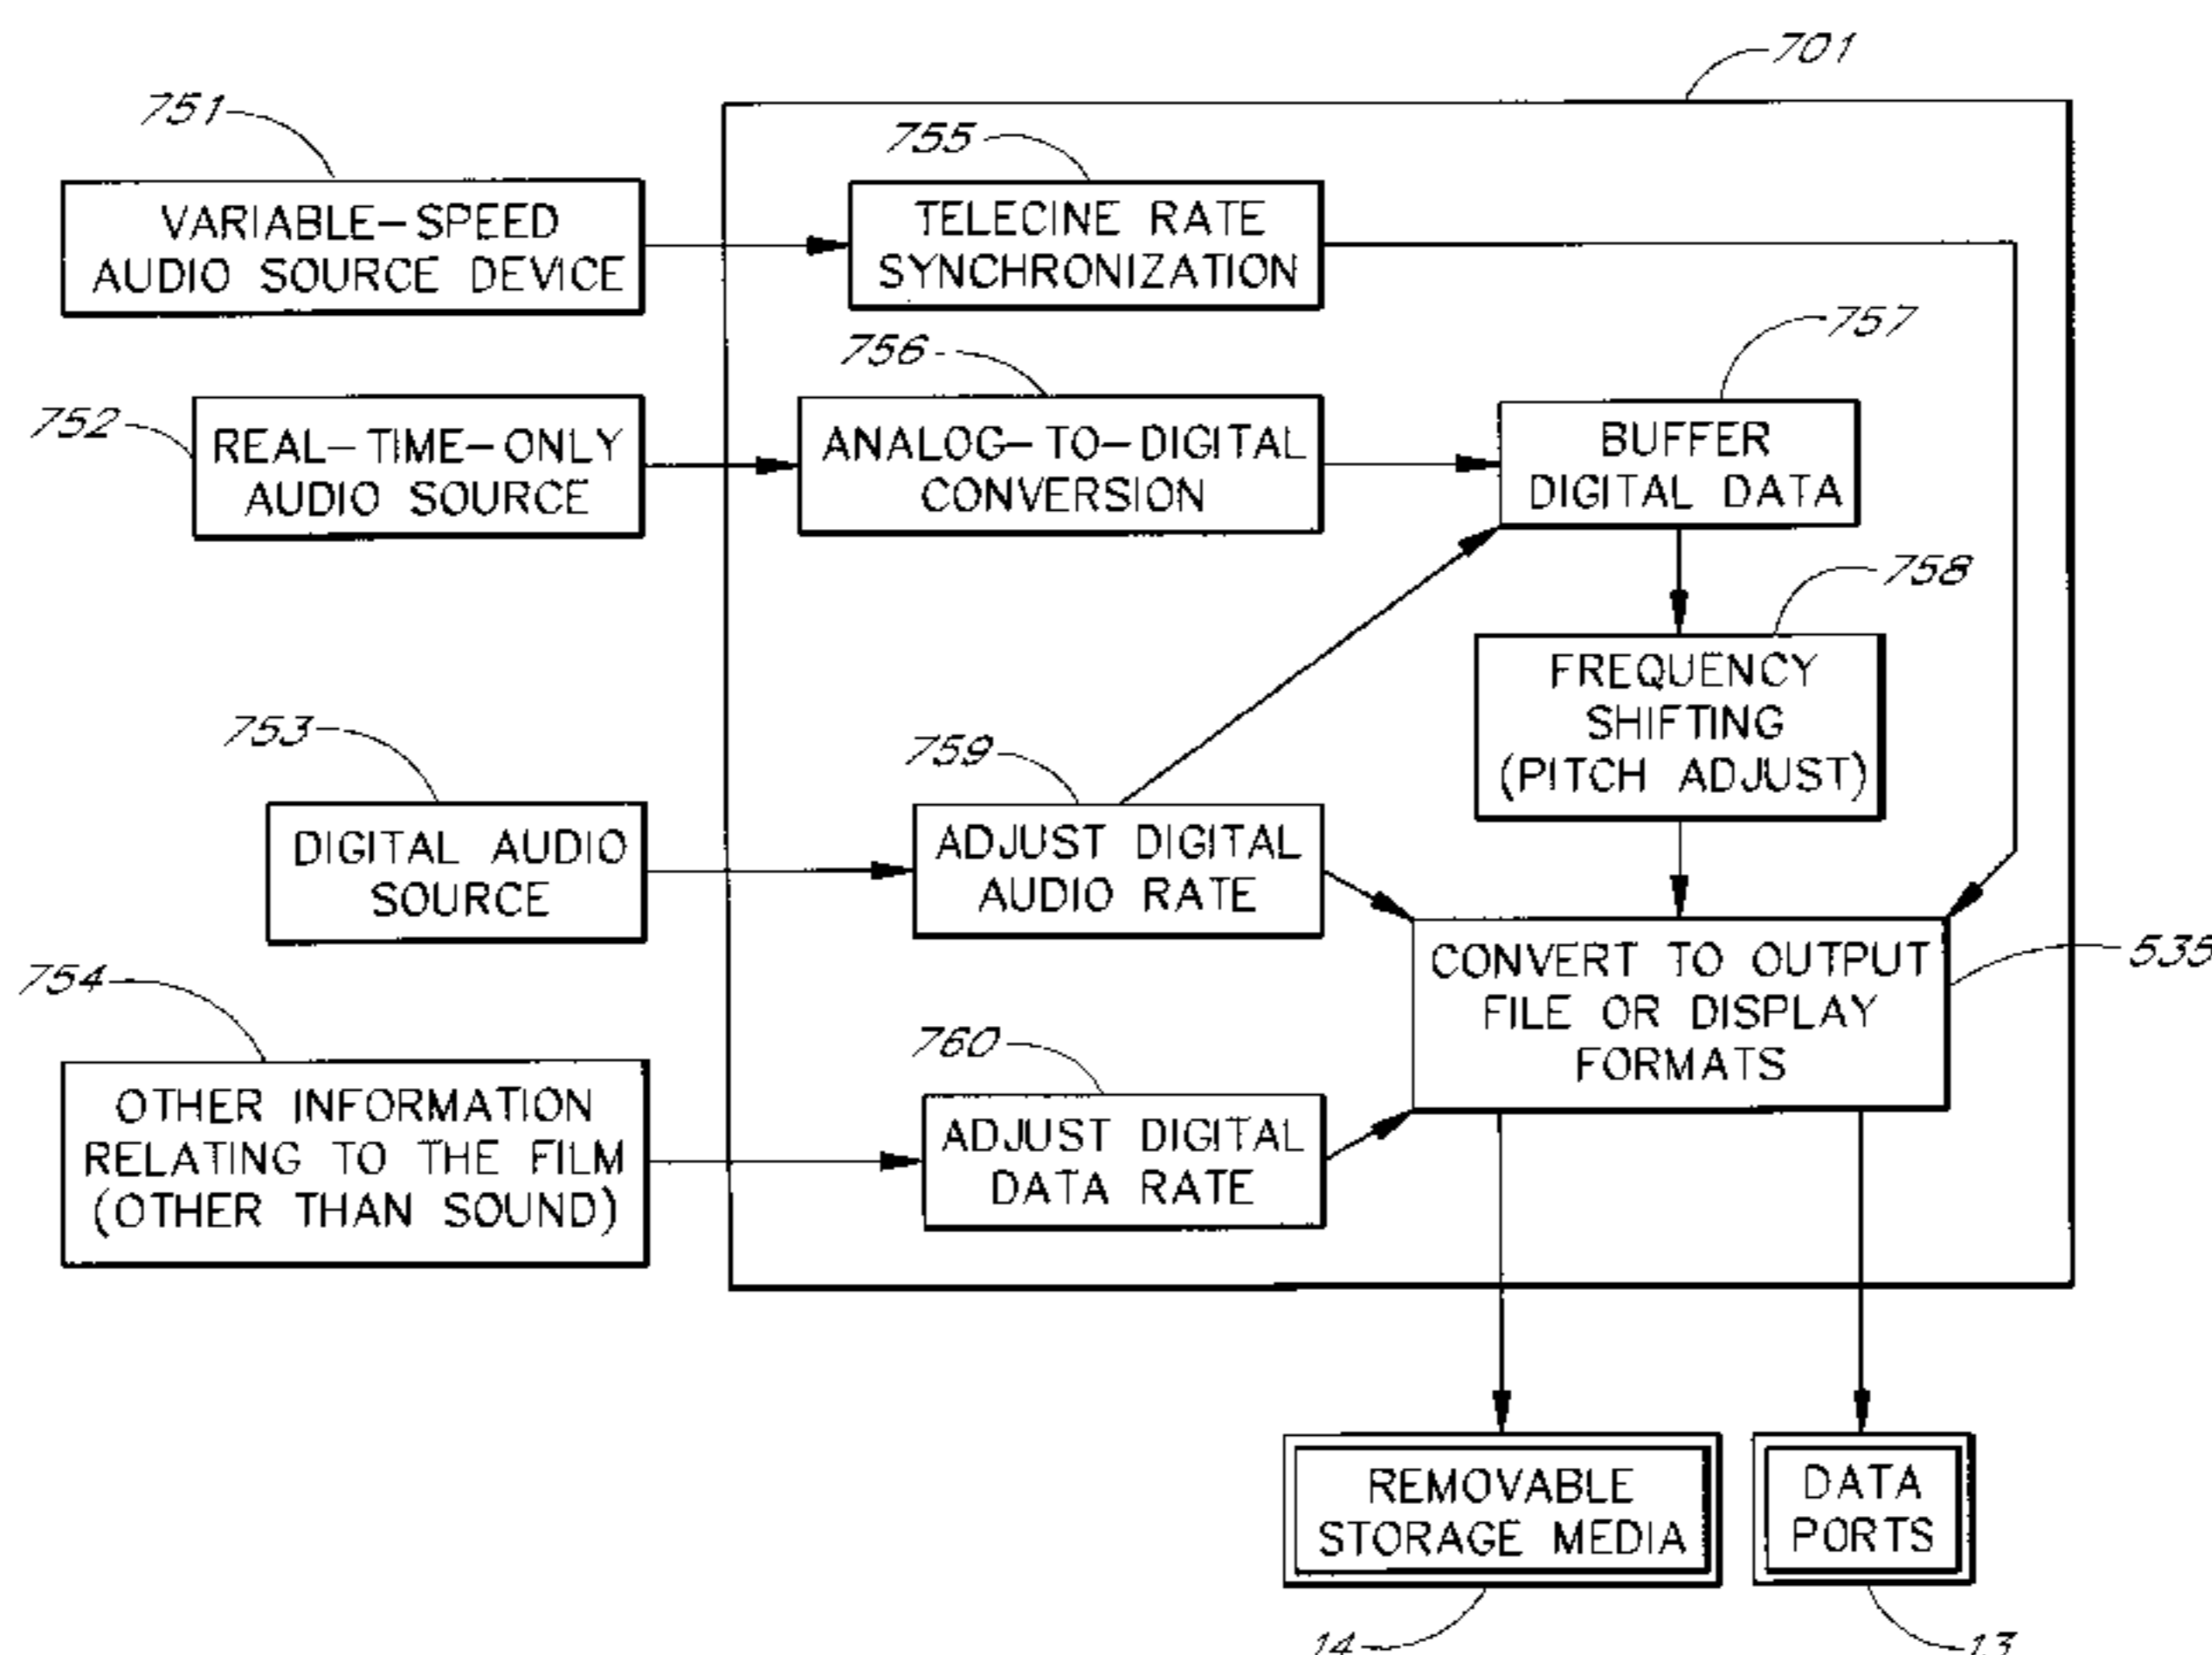 701
751
755
VARIABLE-SPEED
AUDIO SOURCE DEVICE
TELECINE RATE
SYNCHRONIZATION
757
756
752
REAL-TIME-ONLY
AUDIO SOURCE
ANALOG-TO-DIGITAL
CONVERSION
BUFFER
DIGITAL DATA
758
FREQUENCY
SHIFTING
(PITCH ADJUST)
753
759
DIGITAL AUDIO
SOURCE
ADJUST DIGITAL
AUDIO RATE
535
CONVERT TO OUTPUT
FILE OR DISPLAY
FORMATS
754
760
OTHER INFORMATION
RELATING TO THE FILM
(OTHER THAN SOUND)
ADJUST DIGITAL
DATA RATE
REMOVABLE
STORAGE MEDIA
DATA
PORTS
14
13